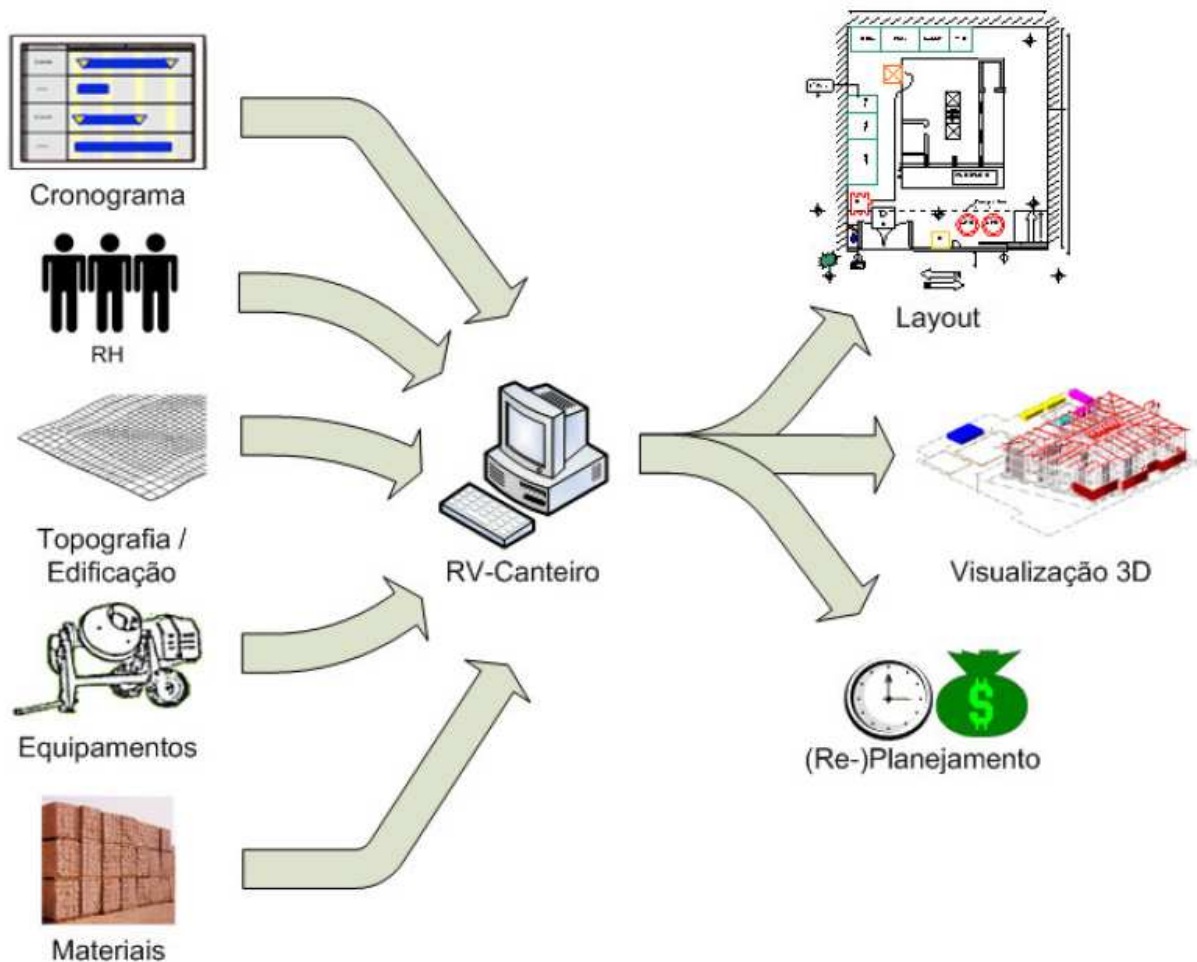 Cronograma
RH
Topografia /
Edificação
Equipamentos
Materiais
RV-Canteiro
Layout
Visualização 3D
$
(Re-)Planejamento